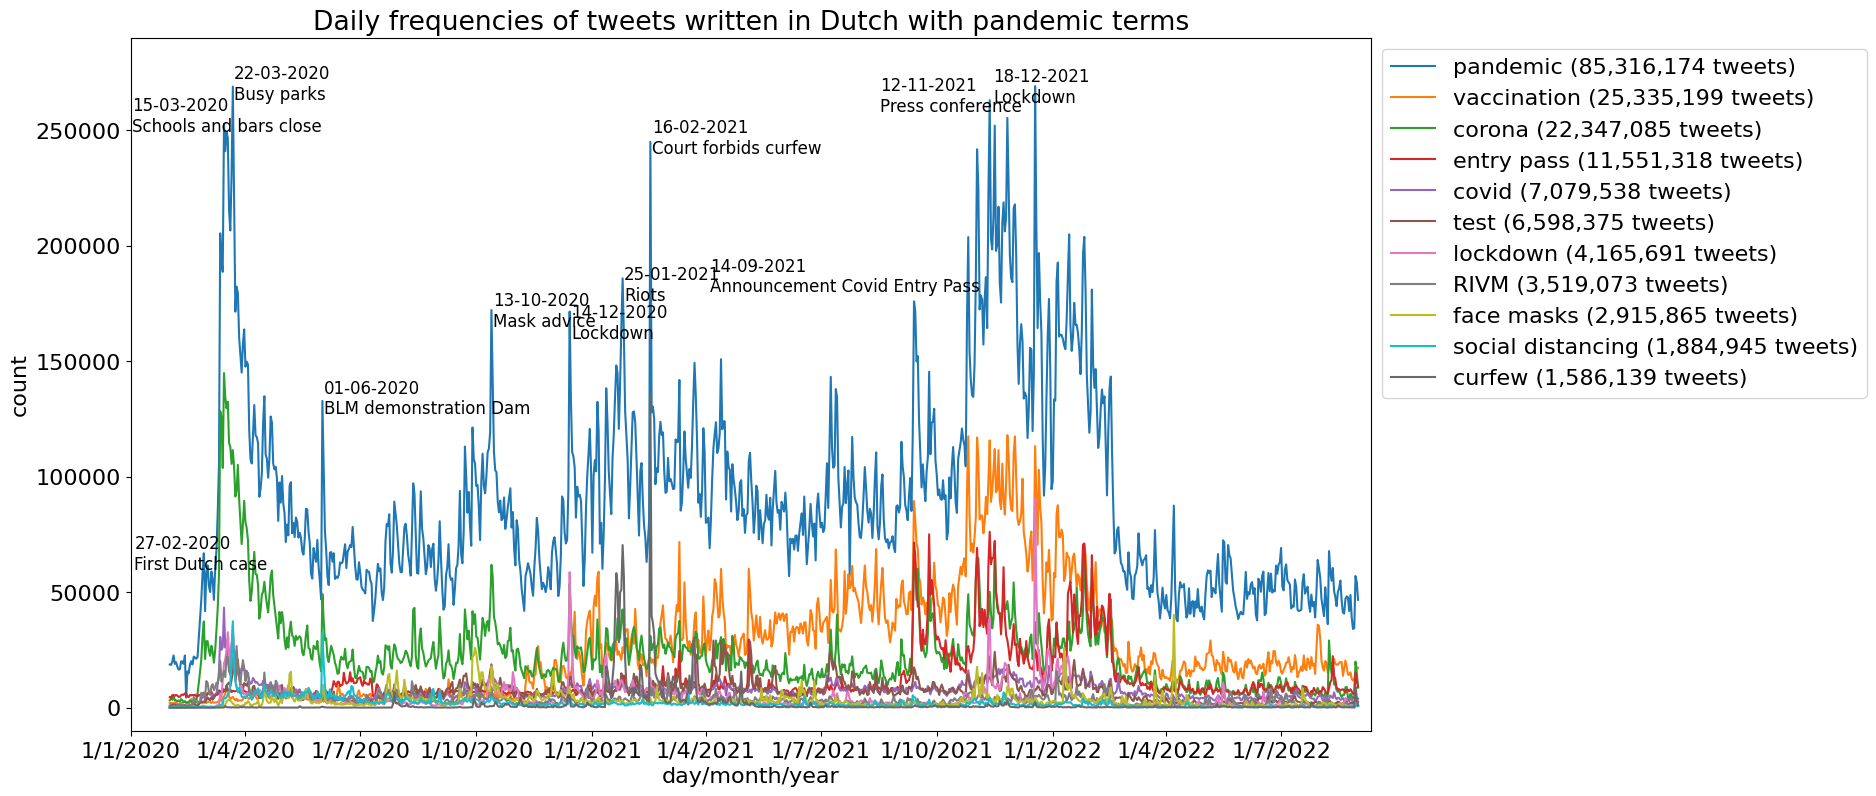 Daily frequencies of tweets written in Dutch with pandemic terms
22-03-2020
Busy parks
15-03-2020
Schools and bars close
27-02-2020
First Dutch case
01-06-2020
BLM demonstration Dam
13-10-2020
Mask advice
14-12-2020
Lockdown
25-01-2021
Riots
16-02-2021
Court forbids curfew
14-09-2021
Announcement Covid Entry Pass
12-11-2021
Press conference
18-12-2021
Lockdown
pandemic (85,316,174 tweets)
vaccination (25,335,199 tweets)
corona (22,347,085 tweets)
entry pass (11,551,318 tweets)
covid (7,079,538 tweets)
test (6,598,375 tweets)
lockdown (4,165,691 tweets)
RIVM (3,519,073 tweets)
face masks (2,915,865 tweets)
social distancing (1,884,945 tweets)
curfew (1,586,139 tweets)
count
250000
200000
150000
100000
50000
0
1/1/2020 1/4/2020 1/7/2020 1/10/2020 1/1/2021 1/4/2021 1/7/2021 1/10/2021 1/1/2022 1/4/2022 1/7/2022
day/month/year